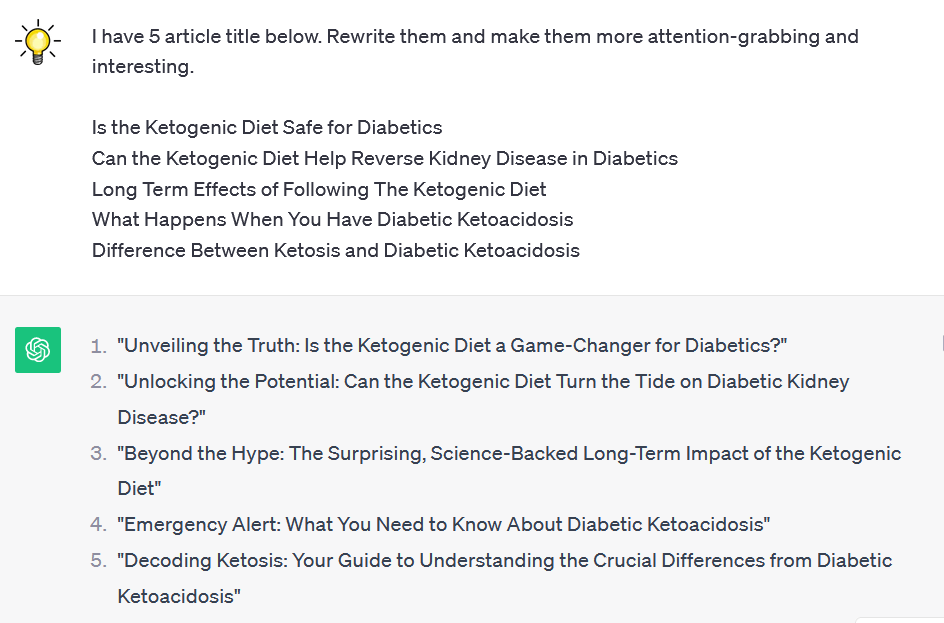 I have 5 article title below. Rewrite them and make them more attention-grabbing and
interesting.
Is the Ketogenic Diet Safe for Diabetics
Can the Ketogenic Diet Help Reverse Kidney Disease in Diabetics
Long Term Effects of Following The Ketogenic Diet
What Happens When You Have Diabetic Ketoacidosis
Difference Between Ketosis and Diabetic Ketoacidosis
1. "Unveiling the Truth: Is the Ketogenic Diet a Game-Changer for Diabetics?"
2. "Unlocking the Potential: Can the Ketogenic Diet Turn the Tide on Diabetic Kidney
Disease?"
3. "Beyond the Hype: The Surprising, Science-Backed Long-Term Impact of the Ketogenic
Diet"
4. "Emergency Alert: What You Need to Know About Diabetic Ketoacidosis"
5. "Decoding Ketosis: Your Guide to Understanding the Crucial Differences from Diabetic
Ketoacidosis"